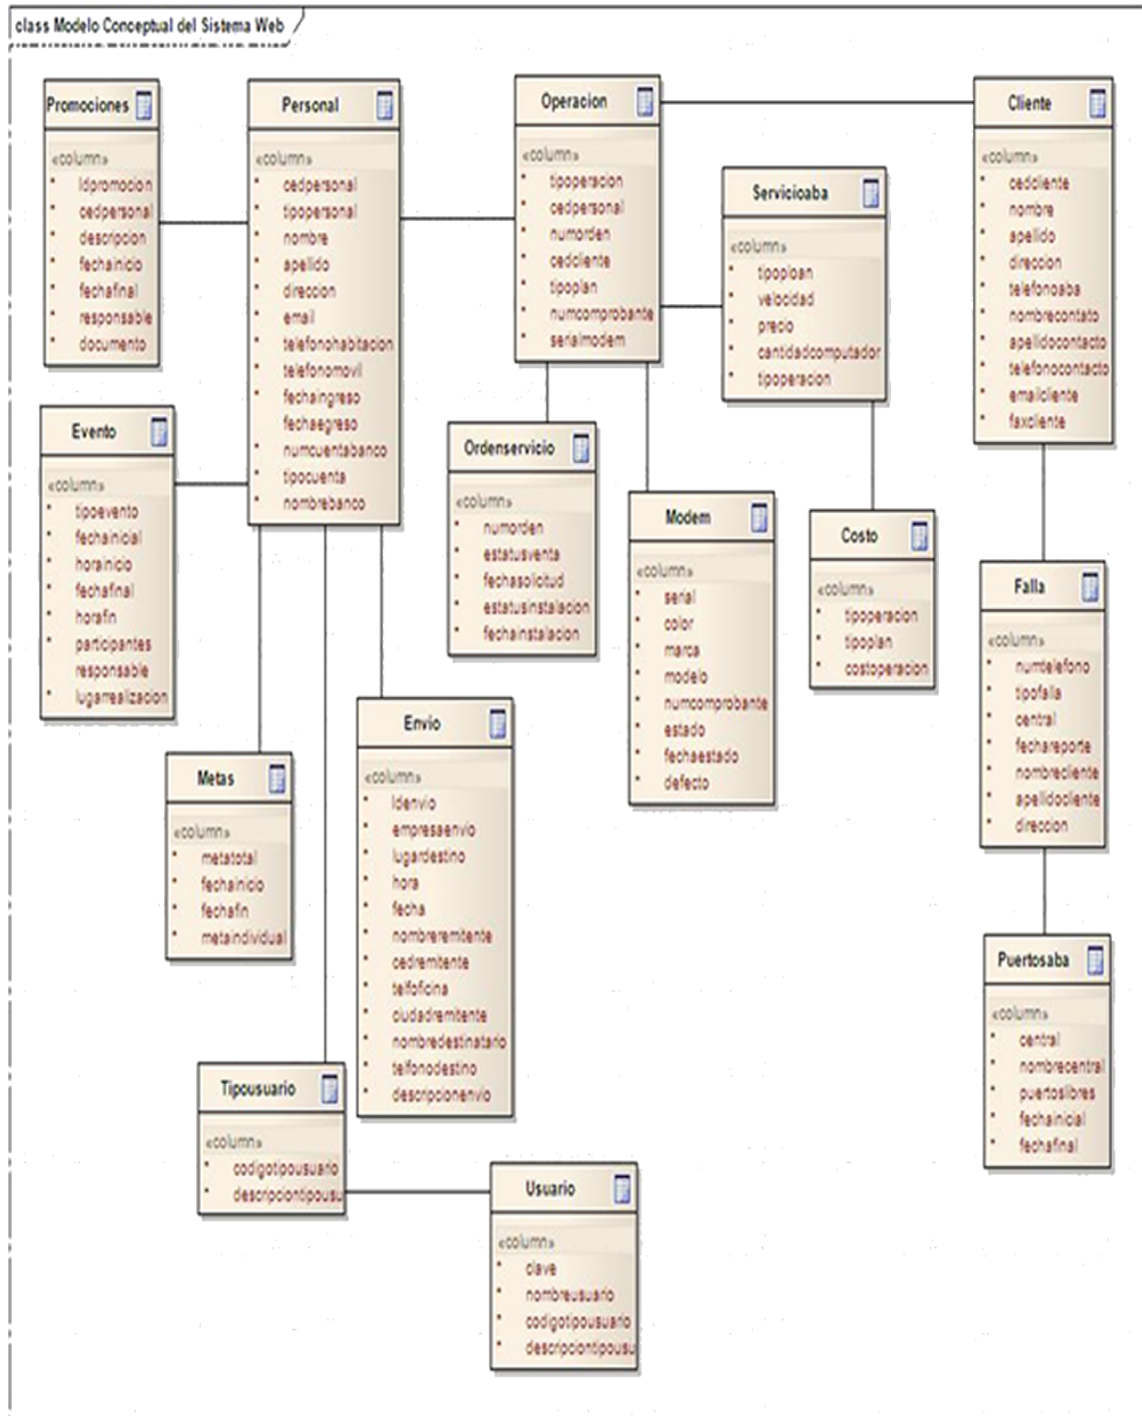 class Modelo Conceptual del Sistema Web
Promociones
«column»
* Idpromocion
* cedpersonal
* descripcion
* fechainicio
* fechafinal
* responsable
* documento
Personal
«column»
* cedpersonal
* tipopersonal
* nombre
* apellido
* direccion
* email
* telefonohabitacion
* telefonomovil
* fechaingreso
fechaegreso
* numcuentabanco
* tipocuenta
* nombrebanco
Operacion
«column»
* tipoperacion
* cedpersonal
* numorden
* cedcliente
* tipoplan
* numcomprobante
* serialmodem
Servicioaba
«column»
* tipoploan
* velocidad
* precio
* cantidadcomputador
* tipoperacion
Cliente
«column»
* cedcliente
* nombre
* apellido
* direccion
* telefonoaba
* nombrecontato
* apellidocontacto
* telefonocontacto
* emailcliente
* faxcliente
Evento
«column»
* tipoevento
* fechainicial
* horainicio
* fechafinal
* horafin
* participantes
responsable
* lugarrealizacion
Ordenservicio
«column»
* numorden
* estatusventa
* fechasolicitud
* estatusinstalacion
* fechainstalacion
Modem
«column»
* serial
* color
* marca
* modelo
* numcomprobante
* estado
* fechaestado
* defecto
Costo
«column»
* tipoperacion
* tipoplan
* costoperacion
Falla
«column»
* numtelefono
* tipofalla
* central
* fechareporte
* nombrecliente
* apellidocliente
* direccion
Metas
«column»
* metatotal
* fechainicio
* fechafin
* metaindividual
Envio
«column»
* Idenvio
* empresaenvio
* lugardestino
* hora
* fecha
* nombreremitente
* cedremitente
* telfoficina
* ciudadremitente
* nombredestinatario
* telfonodestino
* descripcionenvio
Puertosaba
«column»
* central
* nombrecentral
* puertoslibres
* fechainicial
* fechafinal
Tipousuario
«column»
* codigotipousuario
* descripciontipousu
Usuario
«column»
* clave
* nombreusuario
* codigotipousuario
* descripciontipousu